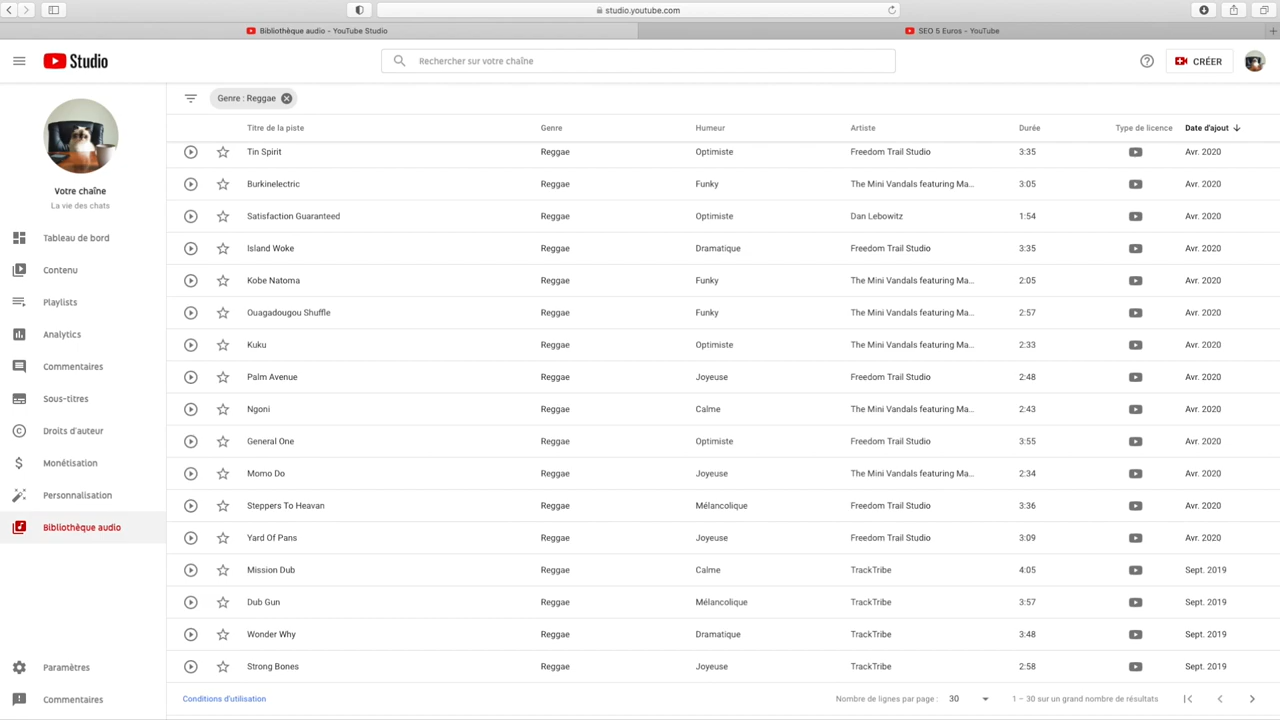 studio.youtube.com
Bibliothèque audio - YouTube Studio
SEO 5 Euros - YouTube
Studio
Rechercher sur votre chaîne
CRÉER
Genre : Reggae
Votre chaîne
La vie des chats
Tableau de bord
Contenu
Playlists
Analytics
Commentaires
Sous-titres
Droits d'auteur
Monétisation
Personnalisation
Bibliothèque audio
Paramètres
Commentaires
Titre de la piste Genre Humeur Artiste Durée Type de licence Date d'ajout
Tin Spirit Reggae Optimiste Freedom Trail Studio 3:35 Avr. 2020
Burkinelectric Reggae Funky The Mini Vandals featuring Ma... 3:05 Avr. 2020
Satisfaction Guaranteed Reggae Optimiste Dan Lebowitz 1:54 Avr. 2020
Island Woke Reggae Dramatique Freedom Trail Studio 3:35 Avr. 2020
Kobe Natoma Reggae Funky The Mini Vandals featuring Ma... 2:05 Avr. 2020
Ouagadougou Shuffle Reggae Funky The Mini Vandals featuring Ma... 2:57 Avr. 2020
Kuku Reggae Optimiste The Mini Vandals featuring Ma... 2:33 Avr. 2020
Palm Avenue Reggae Joyeuse Freedom Trail Studio 2:48 Avr. 2020
Ngoni Reggae Calme The Mini Vandals featuring Ma... 2:43 Avr. 2020
General One Reggae Optimiste Freedom Trail Studio 3:55 Avr. 2020
Momo Do Reggae Joyeuse The Mini Vandals featuring Ma... 2:34 Avr. 2020
Steppers To Heavan Reggae Mélancolique Freedom Trail Studio 3:36 Avr. 2020
Yard Of Pans Reggae Joyeuse Freedom Trail Studio 3:09 Avr. 2020
Mission Dub Reggae Calme TrackTribe 4:05 Sept. 2019
Dub Gun Reggae Mélancolique TrackTribe 3:57 Sept. 2019
Wonder Why Reggae Dramatique TrackTribe 3:48 Sept. 2019
Strong Bones Reggae Joyeuse TrackTribe 2:58 Sept. 2019
Conditions d'utilisation Nombre de lignes par page : 30 1 – 30 sur un grand nombre de résultats